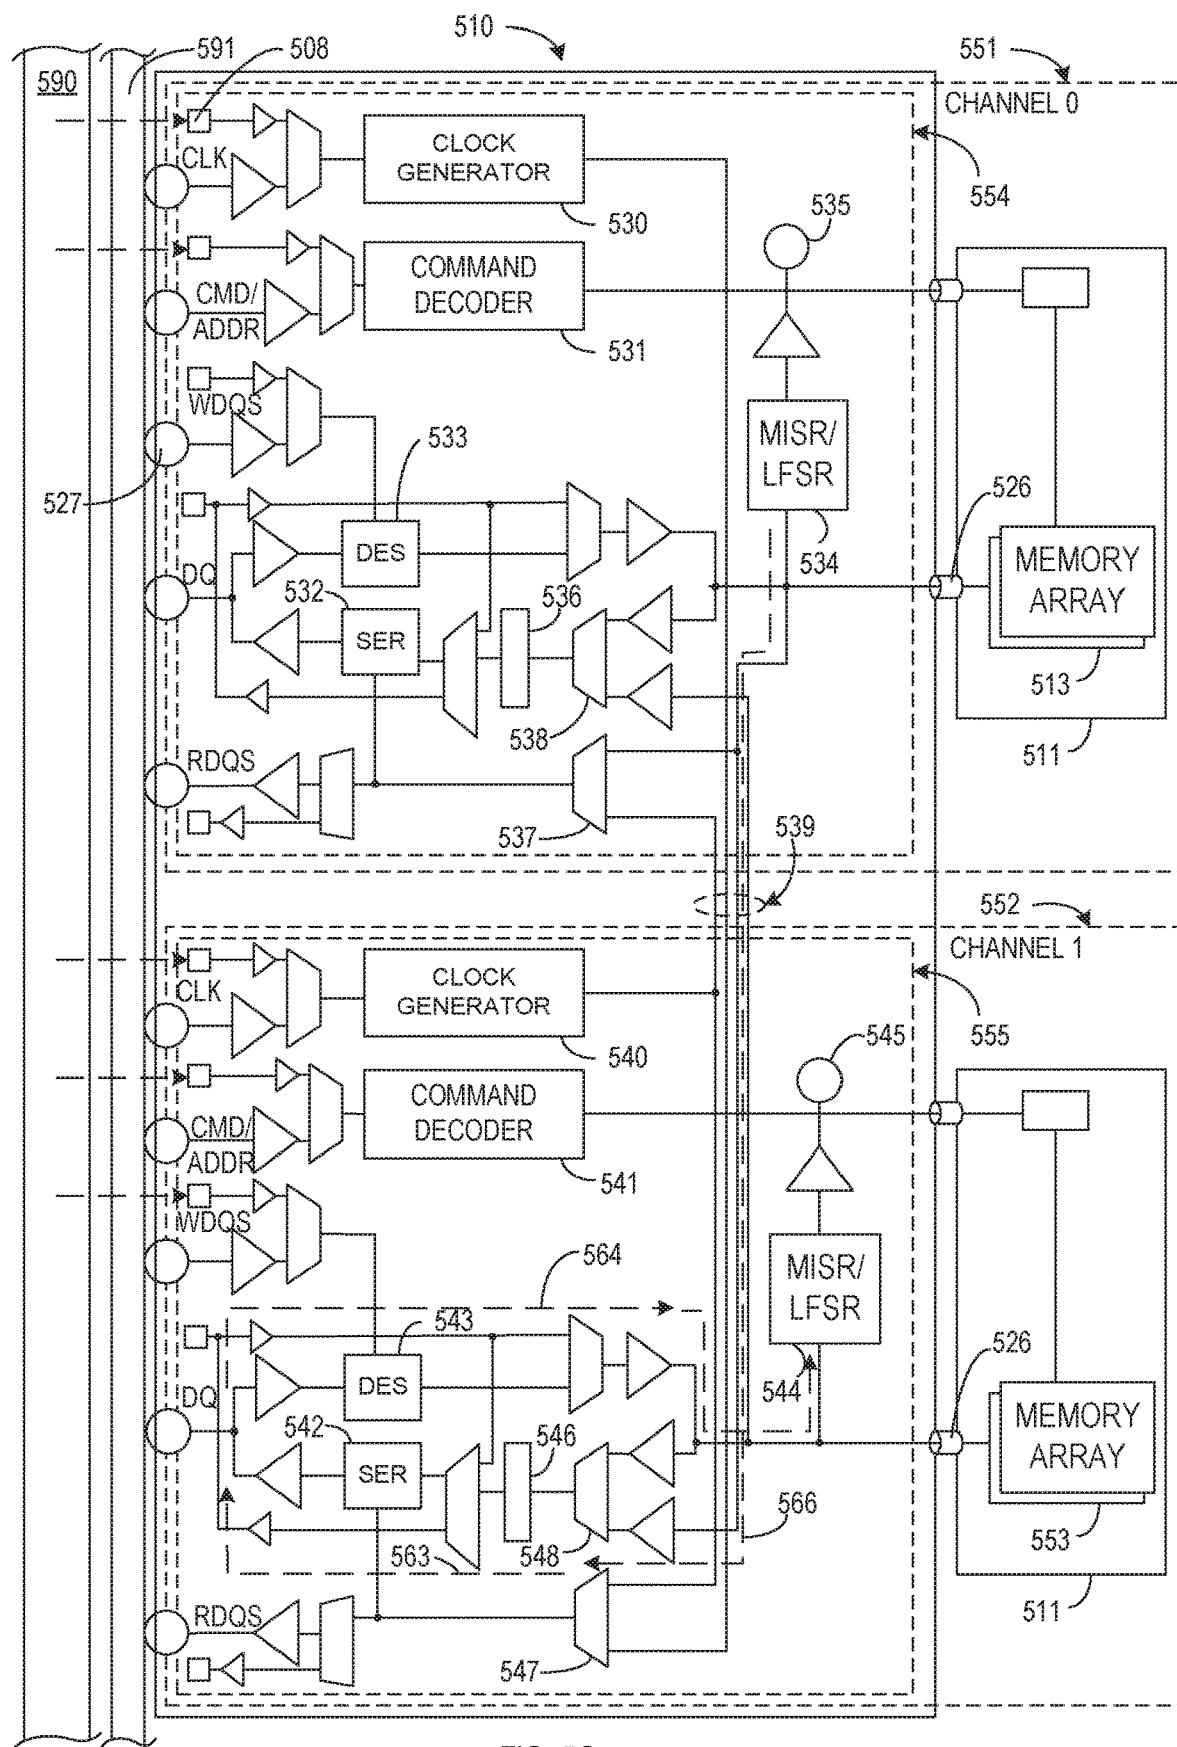 510
590
591
508
551
CHANNEL 0
CLK
CLOCK
GENERATOR
530
554
535
CMD/
ADDR
COMMAND
DECODER
531
WDQS
527
533
MISR/
LFSR
534
526
DES
DQ
532
SER
536
538
MEMORY
ARRAY
513
511
RDQS
537
539
552
CHANNEL 1
CLK
CLOCK
GENERATOR
540
555
545
CMD/
ADDR
COMMAND
DECODER
541
WDQS
564
MISR/
LFSR
544
543
526
DES
DQ
542
SER
546
548
MEMORY
ARRAY
553
566
563
511
RDQS
547